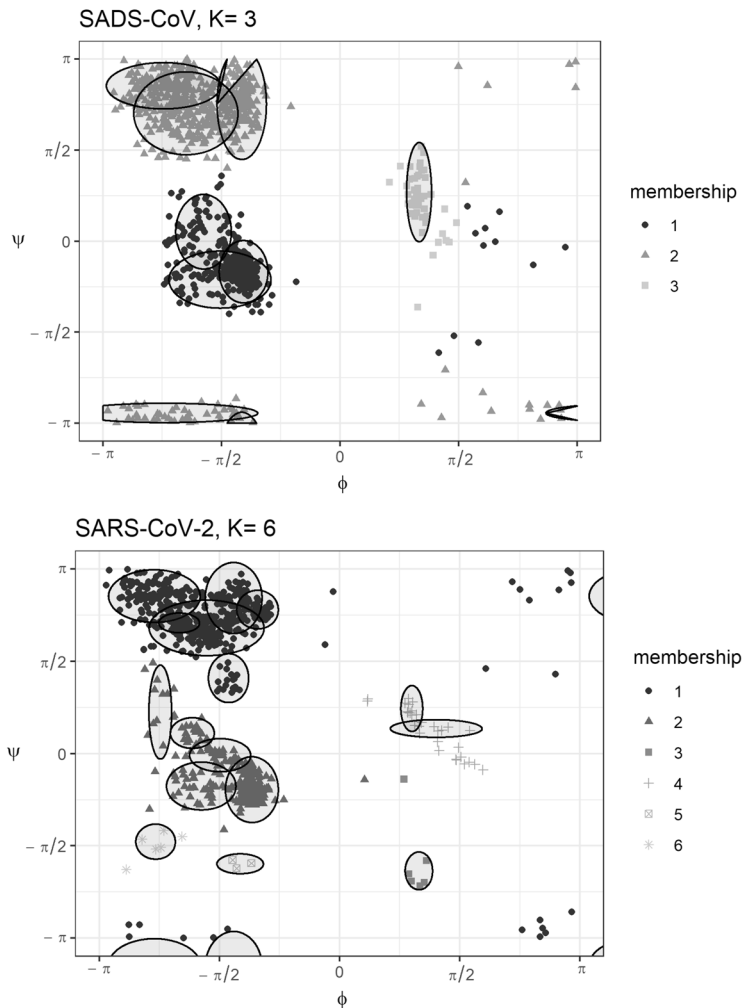 SADS-CoV, K= 3
π
π/2
ψ
0
− π/2
− π
− π
− π/2
0
π/2
π
ϕ
membership
1
2
3
SARS-CoV-2, K= 6
π
π/2
ψ
0
− π/2
− π
− π
− π/2
0
π/2
π
ϕ
membership
1
2
3
4
5
6